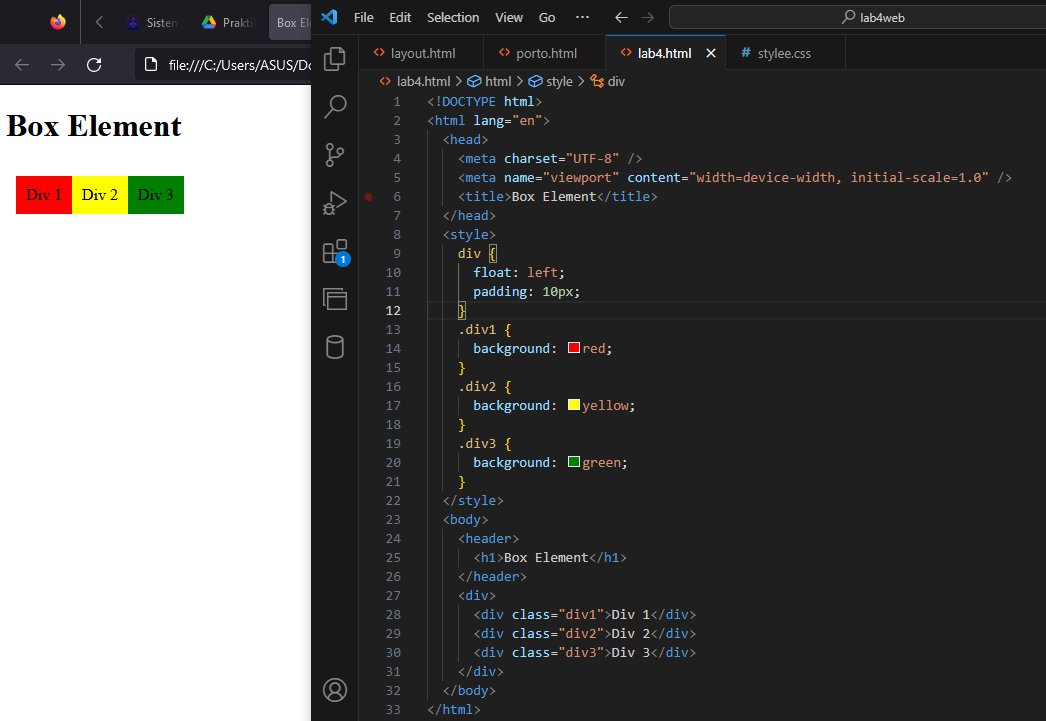 Sistem
Prakti
Box El
file:///C:/Users/ASUS/Do
Box Element
Div 1 Div 2 Div 3
File Edit Selection View Go ··· lab4web
layout.html porto.html lab4.html stylee.css
lab4.html > html > style > div
1
1 <!DOCTYPE html>
2 <html lang="en">
3 <head>
4 <meta charset="UTF-8" />
5 <meta name="viewport" content="width=device-width, initial-scale=1.0" />
6 <title>Box Element</title>
7 </head>
8 <style>
9 div {
10 float: left;
11 padding: 10px;
12 }
13 .div1 {
14 background: red;
15 }
16 .div2 {
17 background: yellow;
18 }
19 .div3 {
20 background: green;
21 }
22 </style>
23 <body>
24 <header>
25 <h1>Box Element</h1>
26 </header>
27 <div>
28 <div class="div1">Div 1</div>
29 <div class="div2">Div 2</div>
30 <div class="div3">Div 3</div>
31 </div>
32 </body>
33 </html>